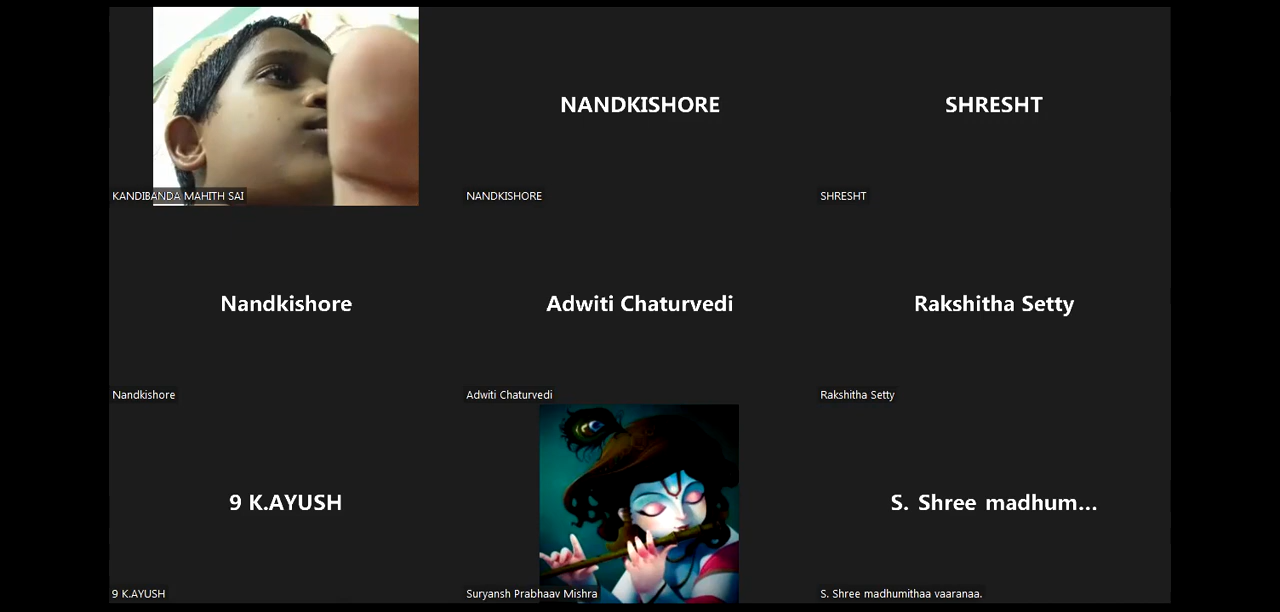 NANDKISHORE
SHRESHT
KANDIBANDA MAHITH SAI
NANDKISHORE
SHRESHT
Nandkishore
Adwiti Chaturvedi
Rakshitha Setty
Nandkishore
Adwiti Chaturvedi
Rakshitha Setty
9 K.AYUSH
S. Shree madhum...
9 K.AYUSH
Suryansh Prabhaav Mishra
S. Shree madhumithaa vaaranaa.